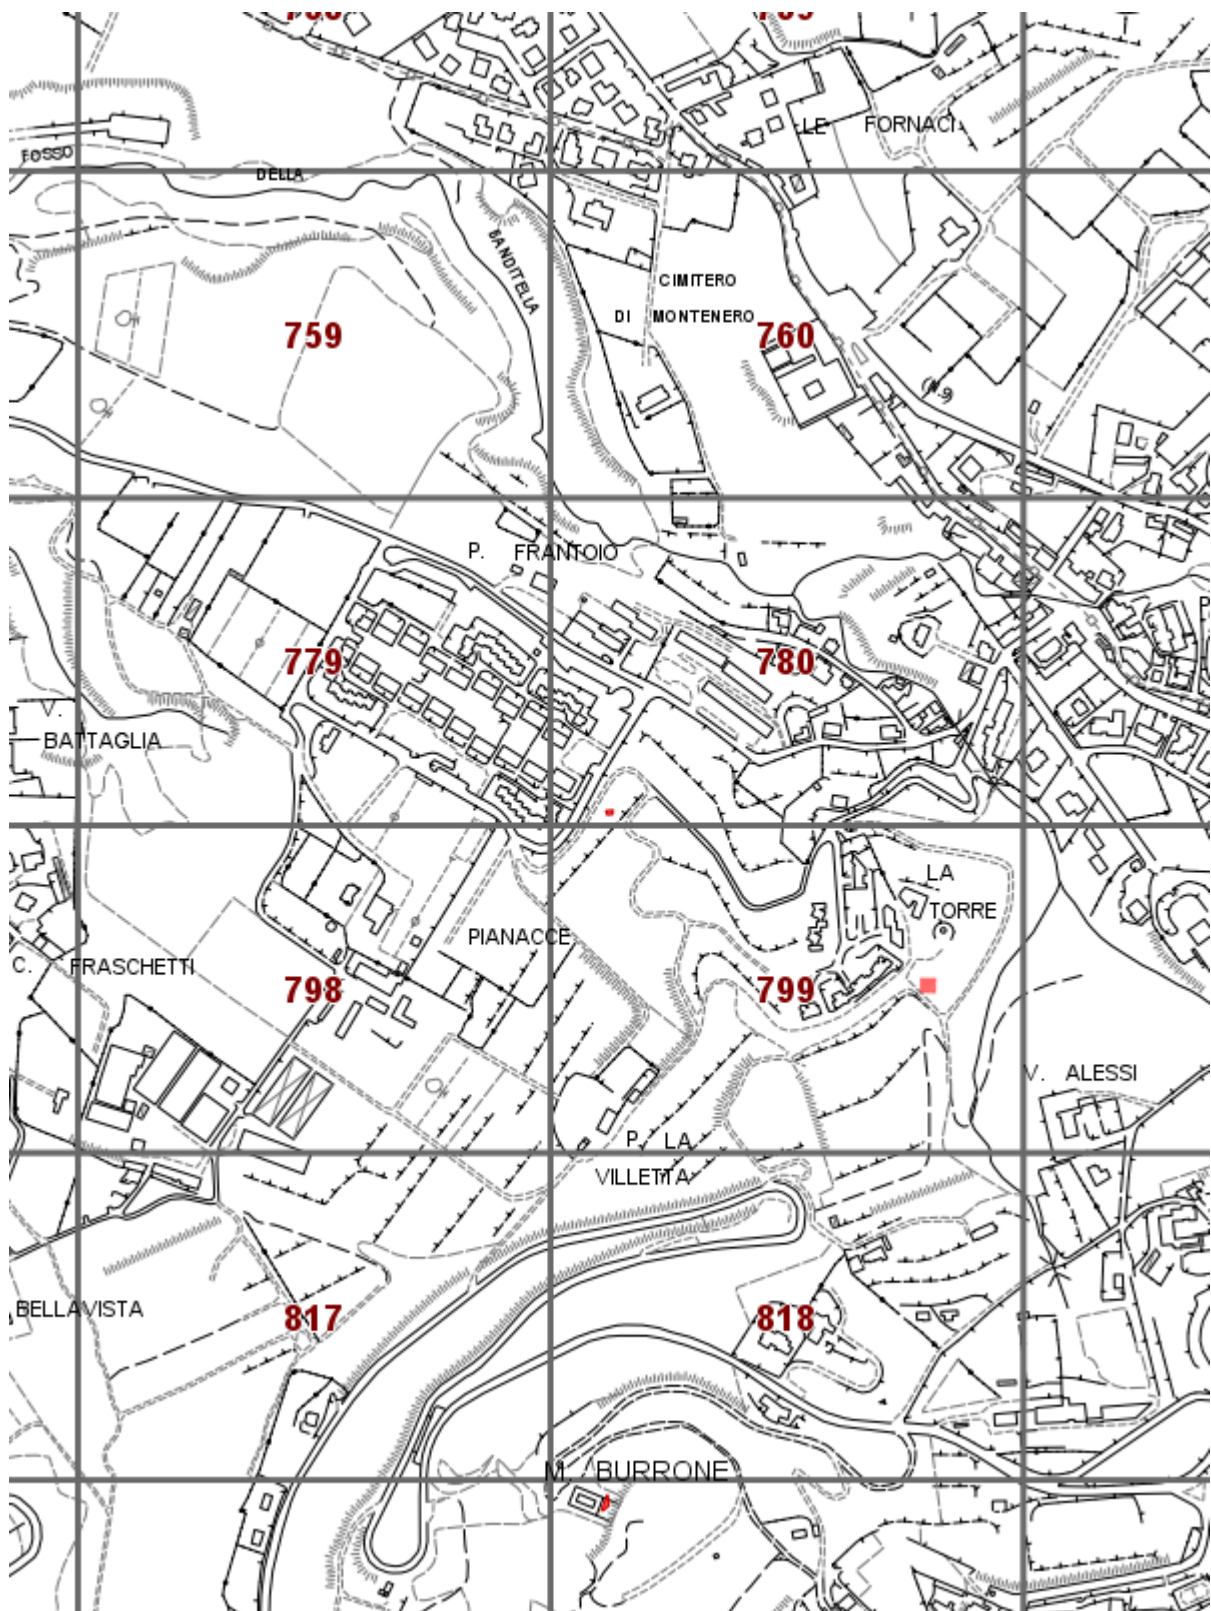 LE FORNACI
FOSSO
DELLA
BANDITELLA
CIMITERO
DI MONTENERO
759
760
P. FRANTOIO
779
780
V.
BATTAGLIA
LA
TORRE
PIANACCE
C. FRASCHETTI
798
799
V. ALESSI
P. LA
VILLETTA
BELLAVISTA
817
818
M. BURRONE